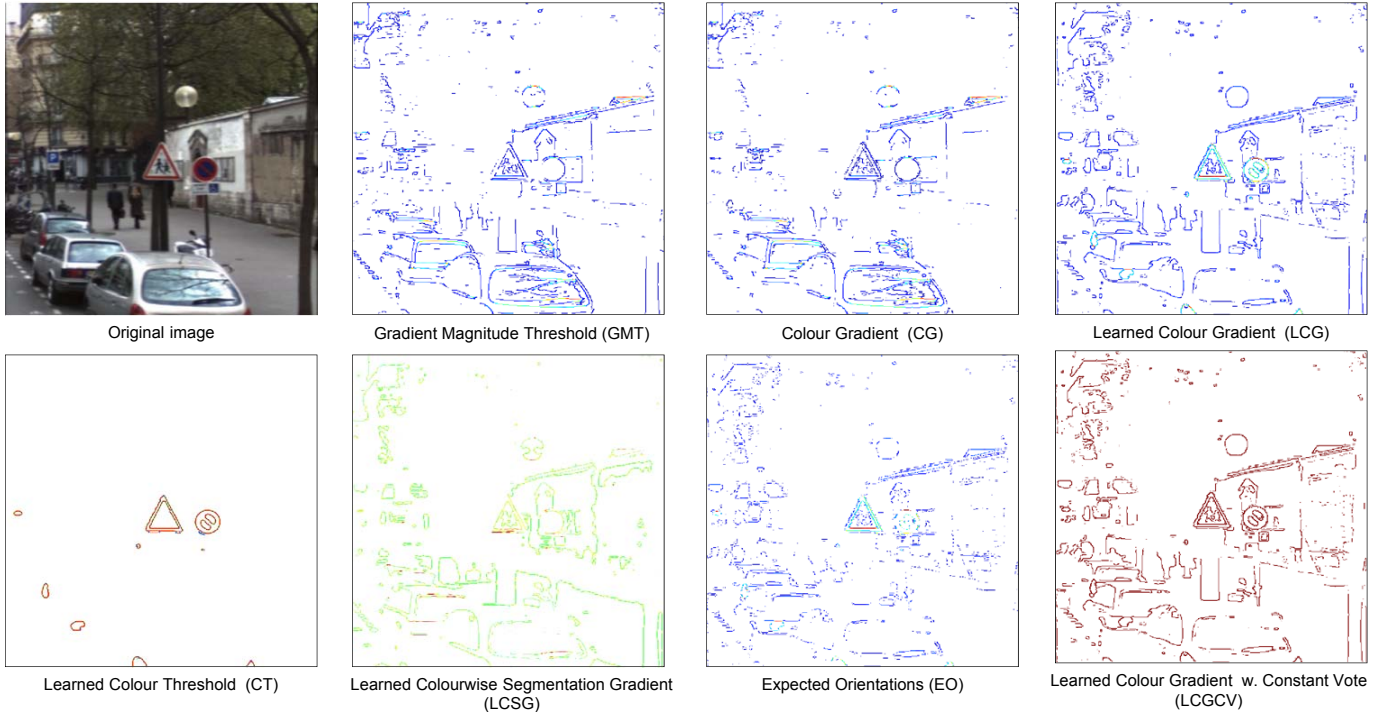 Original image
Gradient Magnitude Threshold (GMT)
Colour Gradient (CG)
Learned Colour Gradient (LCG)
Learned Colour Threshold (CT)
Learned Colourwise Segmentation Gradient
(LCSG)
Expected Orientations (EO)
Learned Colour Gradient w. Constant Vote
(LCGCV)